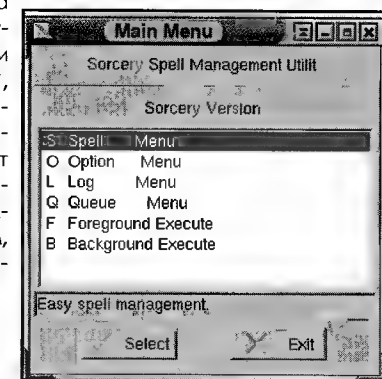 Main Menu
Sorcery Spell Management Utilit
Sorcery Version
S Spell Menu
O Option Menu
L Log Menu
Q Queue Menu
F Foreground Execute
B Background Execute
Easy spell management.
Select
Exit